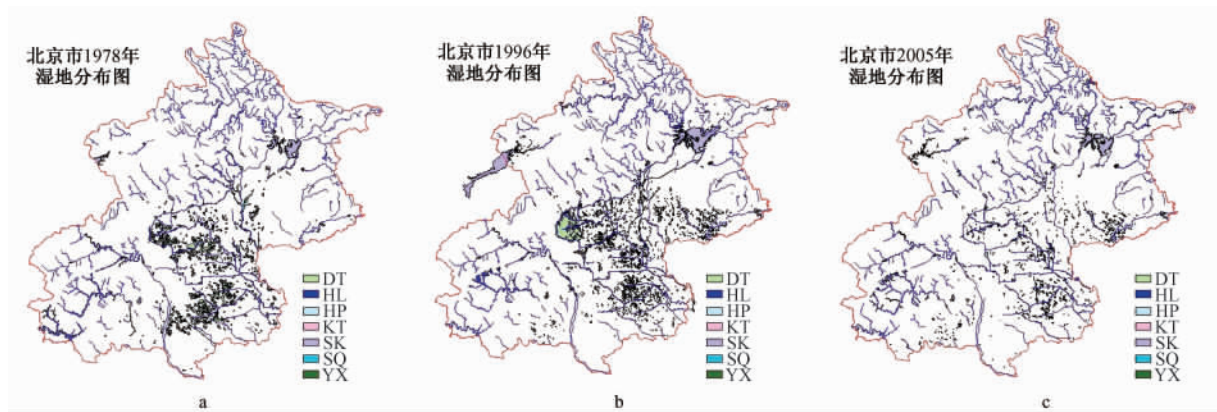 北京市1978年
湿地分布图
DT
HL
HP
KT
SK
SQ
YX
a
北京市1996年
湿地分布图
DT
HL
HP
KT
SK
SQ
YX
b
北京市2005年
湿地分布图
DT
HL
HP
KT
SK
SQ
YX
c